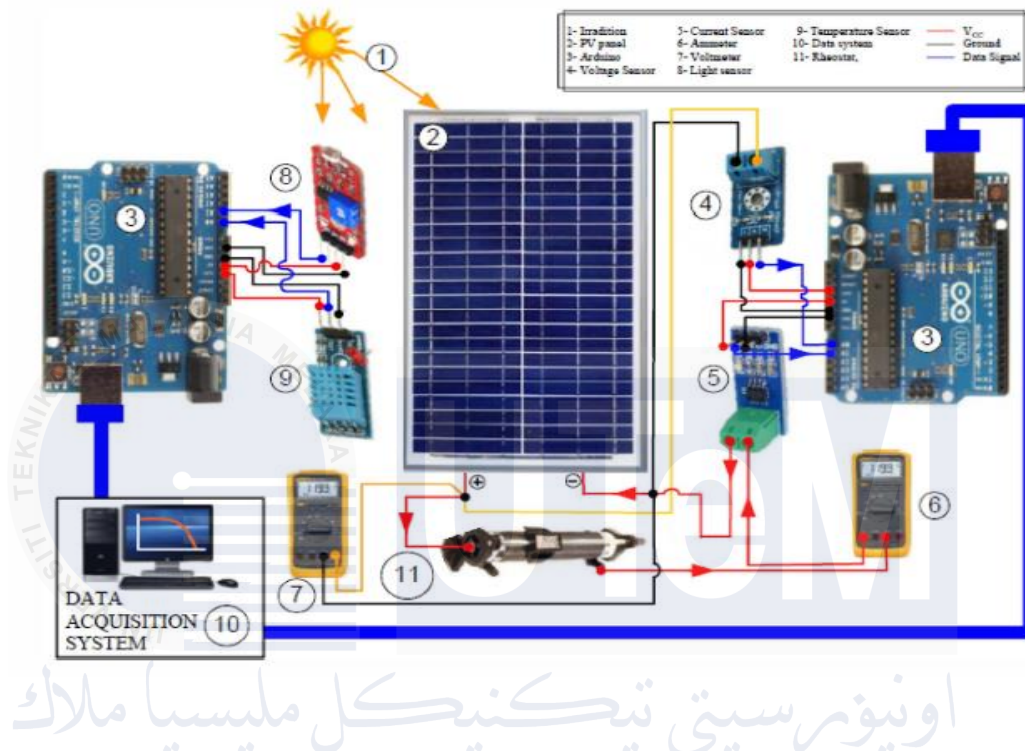 1- Irradition
2- PV panel
3- Arduino
4- Voltage Sensor
5- Current Sensor
6- Ammeter
7- Voltmeter
8- Light sensor
9- Temperature Sensor
10- Data system
11- Rheostat,
VCC
Ground
Data Signal
1
2
3
UNO
ARDUINO
8
9
4
5
3
UNO
ARDUINO
6
7
11
+
−
DATA
ACQUISITION
SYSTEM
10
UTeM
اونيۏرسيتي تيكنيكل مليسيا ملاك